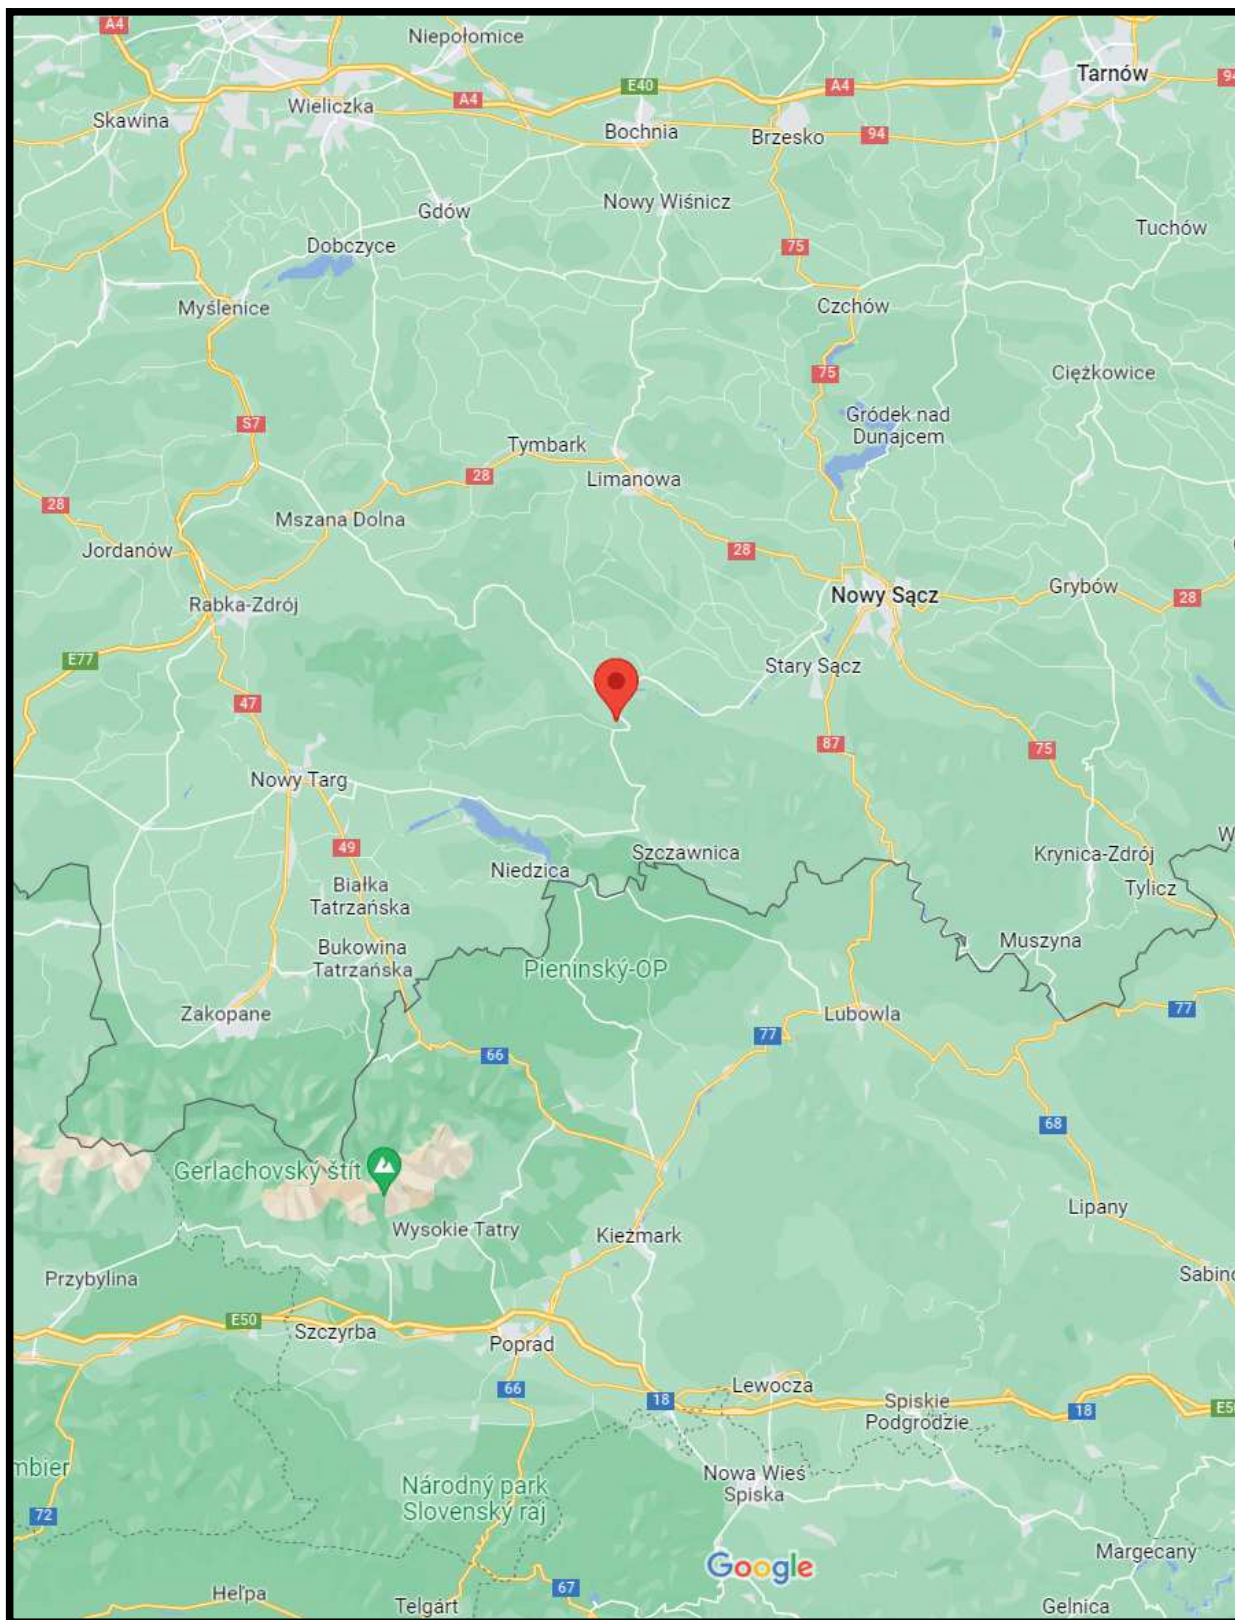 A4
Niepołomice
Wieliczka
A4
E40
A4
Tarnów
94
Skawina
Bochnia
Brzesko
94
Gdów
Nowy Wiśnicz
Tuchów
Dobczyce
75
Myślenice
Czchów
75
Ciężkowice
S7
Gródek nad
Dunajcem
Tymbark
28
Limanowa
28
Mszana Dolna
Jordanów
28
Nowy Sącz
Grybów
28
Rabka-Zdrój
E77
Stary Sącz
47
87
75
Nowy Targ
49
Szczawnica
Niedzica
Krynica-Zdrój
Białka
Tatrzańska
Tylicz
Bukowina
Tatrzańska
Muszyna
Pieninský-OP
Zakopane
Lubowla
77
77
66
68
Gerlachovský štít
Wysokie Tatry
Kieżmark
Lipany
Przybylina
E50
Szczyrba
Poprad
66
18
Lewocza
Spiskie
Podgrodzie
18
Národný park
Slovenský raj
Nowa Wieś
Spiska
72
Google
Margecany
67
Heľpa
Telgárt
Gelnica